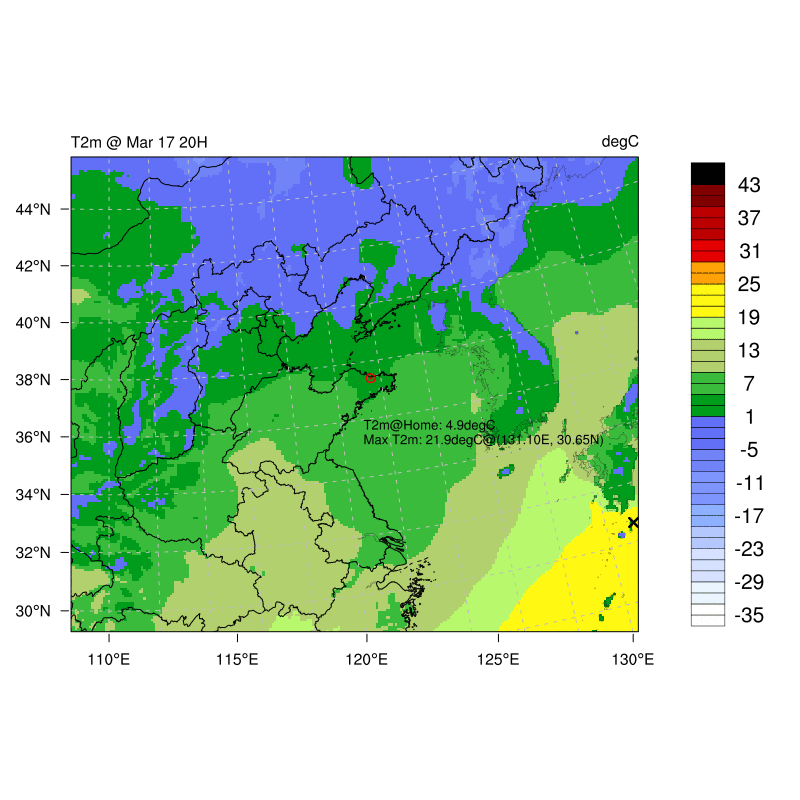 T2m @ Mar 17 20H
degC
44°N
42°N
40°N
38°N
36°N
34°N
32°N
30°N
110°E
115°E
120°E
125°E
130°E
T2m@Home: 4.9degC
Max T2m: 21.9degC@(131.10E, 30.65N)
43
37
31
25
19
13
7
1
-5
-11
-17
-23
-29
-35